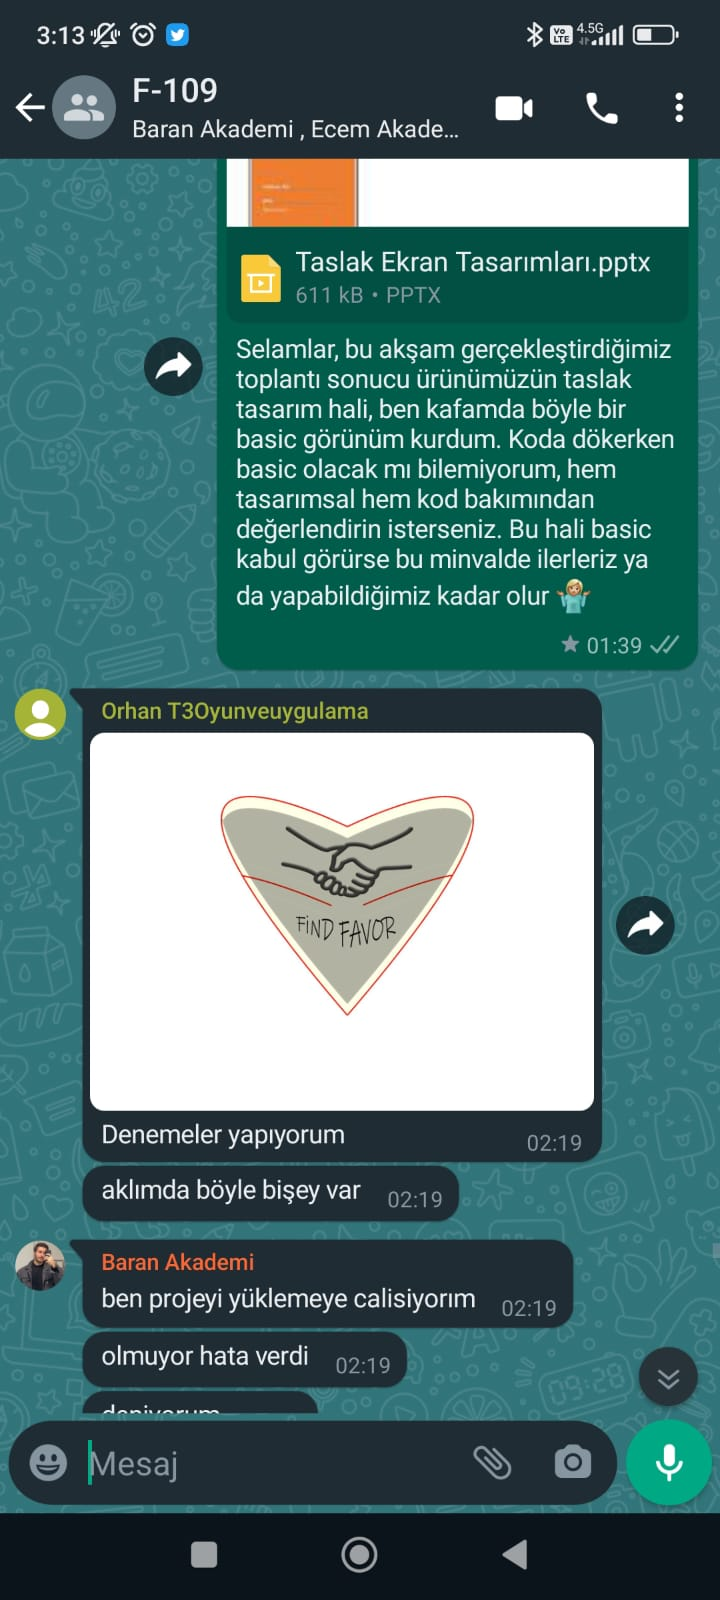 3:13
Vo LTE 4.5G
F-109
Baran Akademi , Ecem Akade...
Taslak Ekran Tasarımları.pptx
611 kB • PPTX
Selamlar, bu akşam gerçekleştirdiğimiz
toplantı sonucu ürünümüzün taslak
tasarım hali, ben kafamda böyle bir
basic görünüm kurdum. Koda dökerken
basic olacak mı bilemiyorum, hem
tasarımsal hem kod bakımından
değerlendirin isterseniz. Bu hali basic
kabul görürse bu minvalde ilerleriz ya
da yapabildiğimiz kadar olur 🤷🏼‍♀️
01:39
Orhan T3Oyunveuygulama
FiND FAVOR
Denemeler yapıyorum
02:19
aklımda böyle bişey var 02:19
Baran Akademi
ben projeyi yüklemeye calisiyorım 02:19
olmuyor hata verdi 02:19
Mesaj